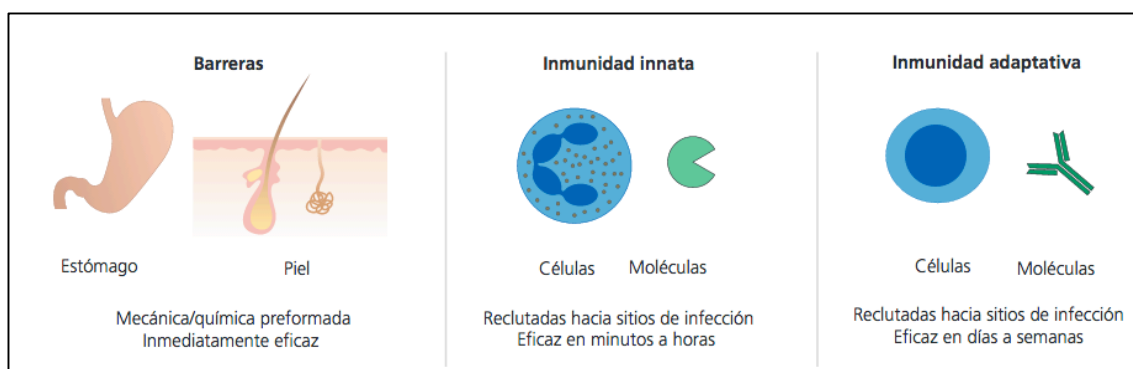 Barreras
Estómago
Piel
Mecánica/química preformada
Inmediatamente eficaz
Inmunidad innata
Células
Moléculas
Reclutadas hacia sitios de infección
Eficaz en minutos a horas
Inmunidad adaptativa
Células
Moléculas
Reclutadas hacia sitios de infección
Eficaz en días a semanas